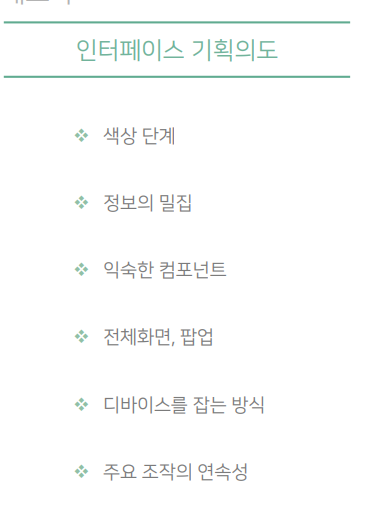 인터페이스 기획의도
색상 단계
정보의 밀집
익숙한 컴포넌트
전체화면, 팝업
디바이스를 잡는 방식
주요 조작의 연속성